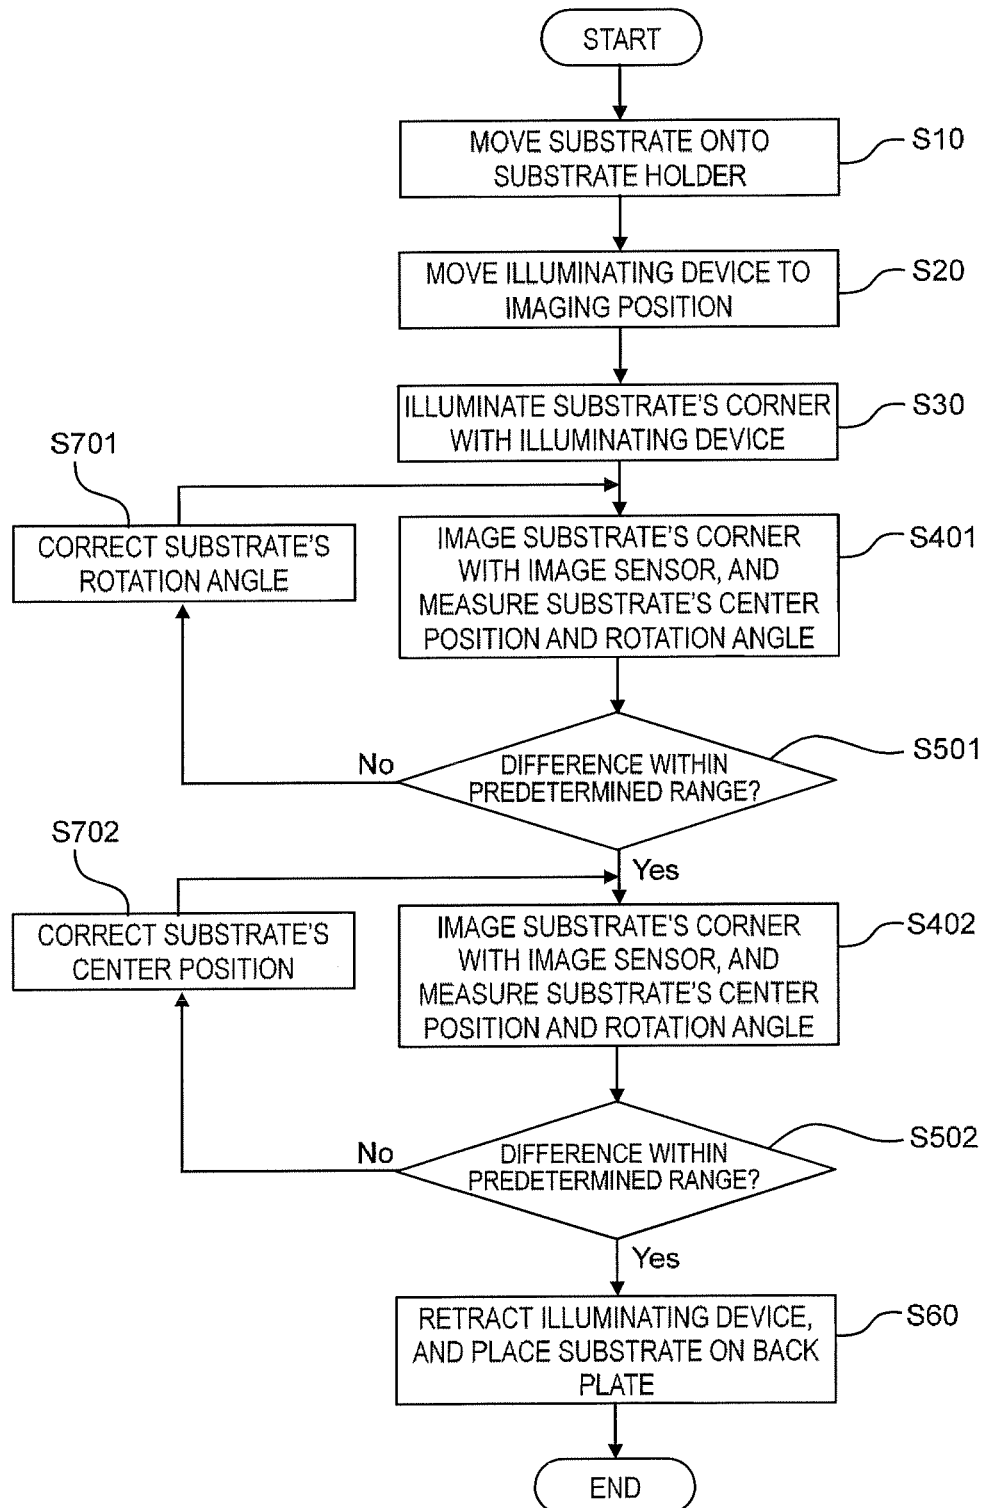 START
MOVE SUBSTRATE ONTO
SUBSTRATE HOLDER
S10
MOVE ILLUMINATING DEVICE TO
IMAGING POSITION
S20
ILLUMINATE SUBSTRATE'S CORNER
WITH ILLUMINATING DEVICE
S30
S701
CORRECT SUBSTRATE'S
ROTATION ANGLE
IMAGE SUBSTRATE'S CORNER
WITH IMAGE SENSOR, AND
MEASURE SUBSTRATE'S CENTER
POSITION AND ROTATION ANGLE
S401
No
DIFFERENCE WITHIN
PREDETERMINED RANGE?
S501
Yes
S702
CORRECT SUBSTRATE'S
CENTER POSITION
IMAGE SUBSTRATE'S CORNER
WITH IMAGE SENSOR, AND
MEASURE SUBSTRATE'S CENTER
POSITION AND ROTATION ANGLE
S402
No
DIFFERENCE WITHIN
PREDETERMINED RANGE?
S502
Yes
RETRACT ILLUMINATING DEVICE,
AND PLACE SUBSTRATE ON BACK
PLATE
S60
END